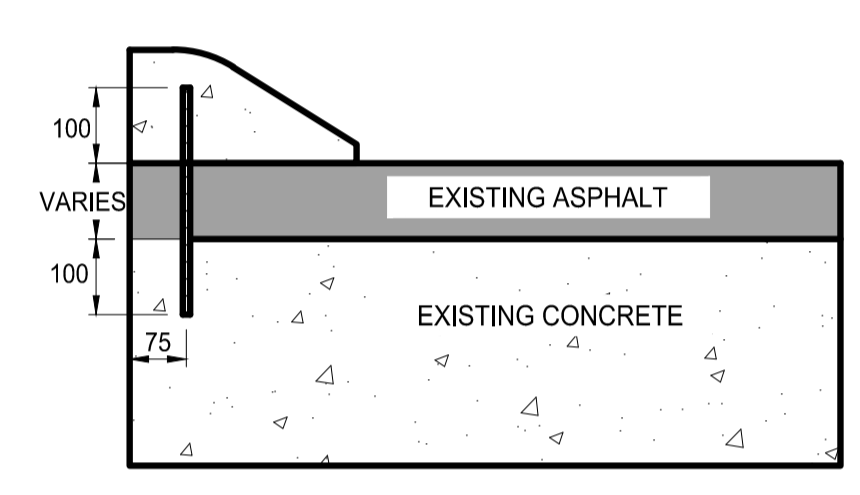 100
VARIES
EXISTING ASPHALT
100
EXISTING CONCRETE
75